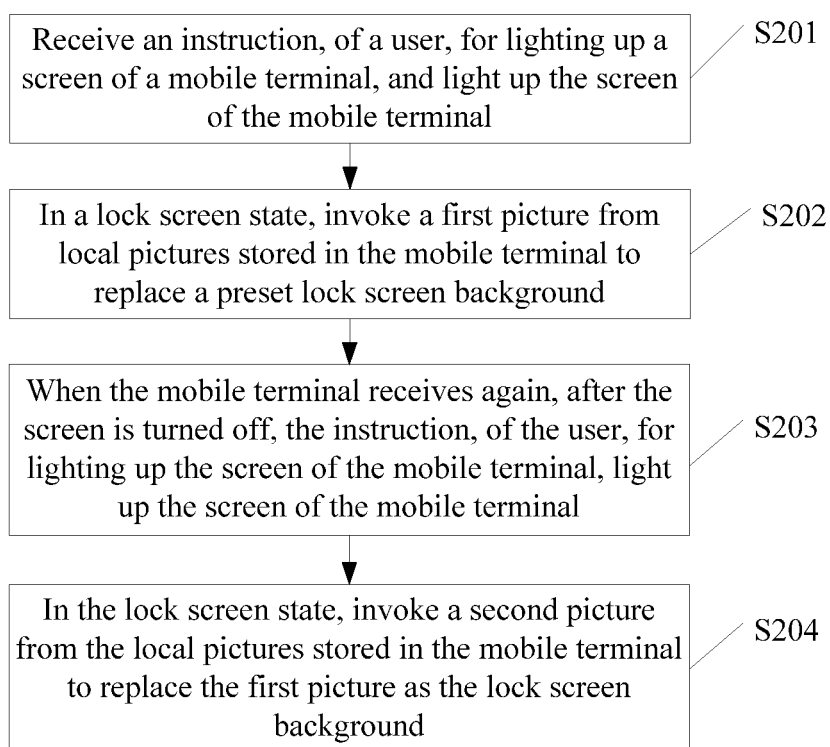 Receive an instruction, of a user, for lighting up a
screen of a mobile terminal, and light up the screen
of the mobile terminal
S201
In a lock screen state, invoke a first picture from
local pictures stored in the mobile terminal to
replace a preset lock screen background
S202
When the mobile terminal receives again, after the
screen is turned off, the instruction, of the user, for
lighting up the screen of the mobile terminal, light
up the screen of the mobile terminal
S203
In the lock screen state, invoke a second picture
from the local pictures stored in the mobile terminal
to replace the first picture as the lock screen
background
S204